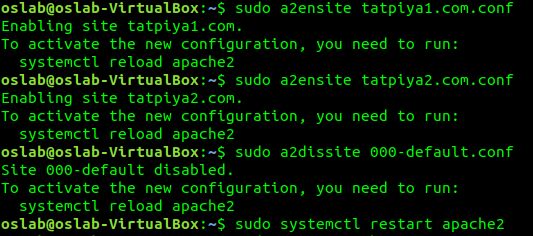 oslab@oslab-VirtualBox:~$ sudo a2ensite tatpiya1.com.conf
Enabling site tatpiya1.com.
To activate the new configuration, you need to run:
  systemctl reload apache2
oslab@oslab-VirtualBox:~$ sudo a2ensite tatpiya2.com.conf
Enabling site tatpiya2.com.
To activate the new configuration, you need to run:
  systemctl reload apache2
oslab@oslab-VirtualBox:~$ sudo a2dissite 000-default.conf
Site 000-default disabled.
To activate the new configuration, you need to run:
  systemctl reload apache2
oslab@oslab-VirtualBox:~$ sudo systemctl restart apache2